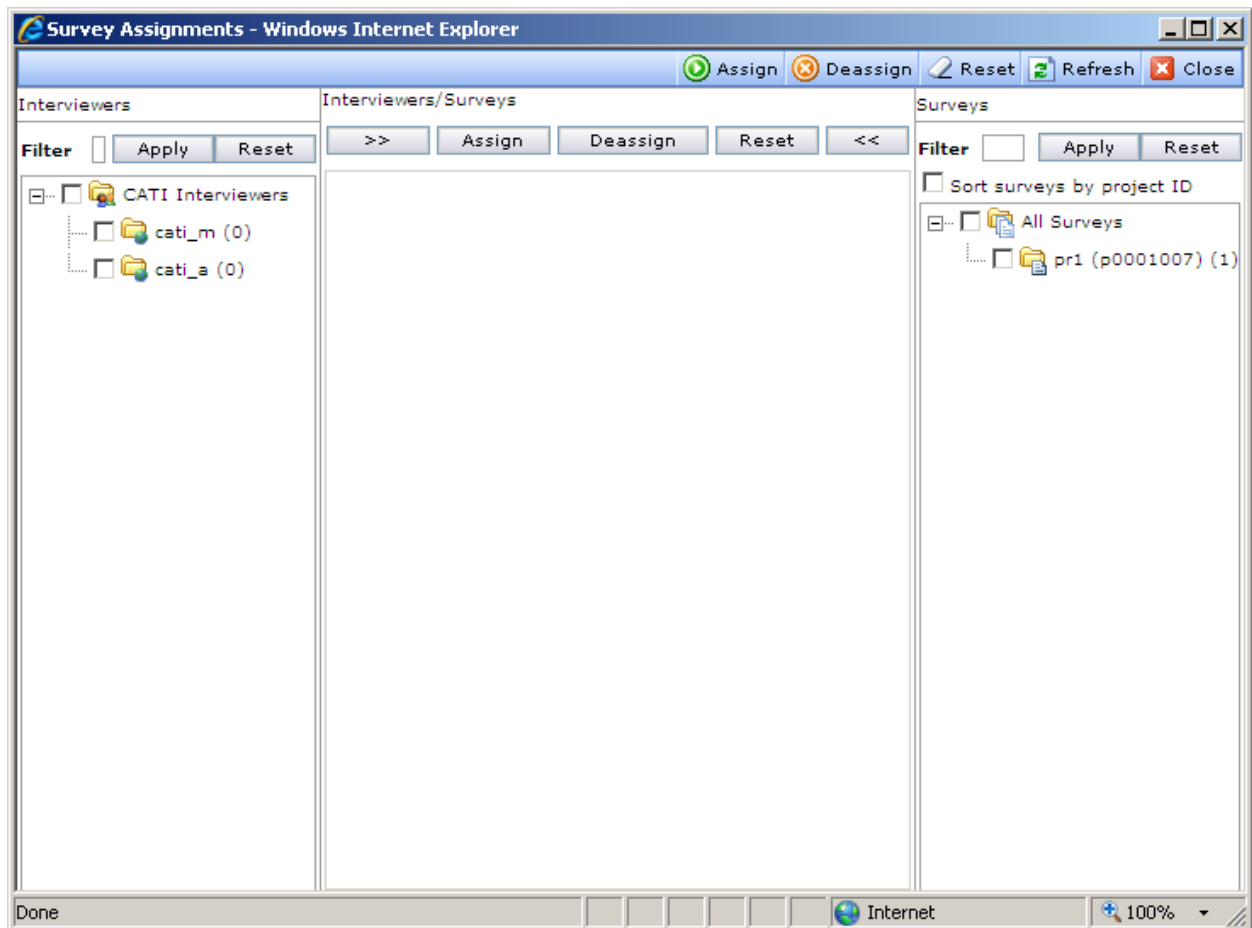 Survey Assignments - Windows Internet Explorer
Assign Deassign Reset Refresh Close
Interviewers
Filter Apply Reset
CATI Interviewers
cati_m (0)
cati_a (0)
Interviewers/Surveys
>> Assign Deassign Reset <<
Surveys
Filter Apply Reset
Sort surveys by project ID
All Surveys
pr1 (p0001007) (1)
Done Internet 100%